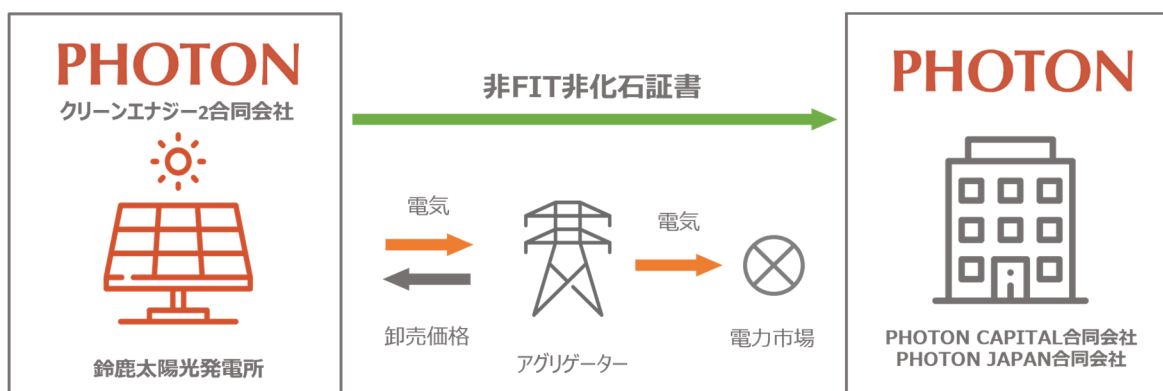 PHOTON
クリーンエナジー2合同会社
鈴鹿太陽光発電所
非FIT非化石証書
電気
卸売価格
アグリゲーター
電気
電力市場
PHOTON
PHOTON CAPITAL合同会社
PHOTON JAPAN合同会社